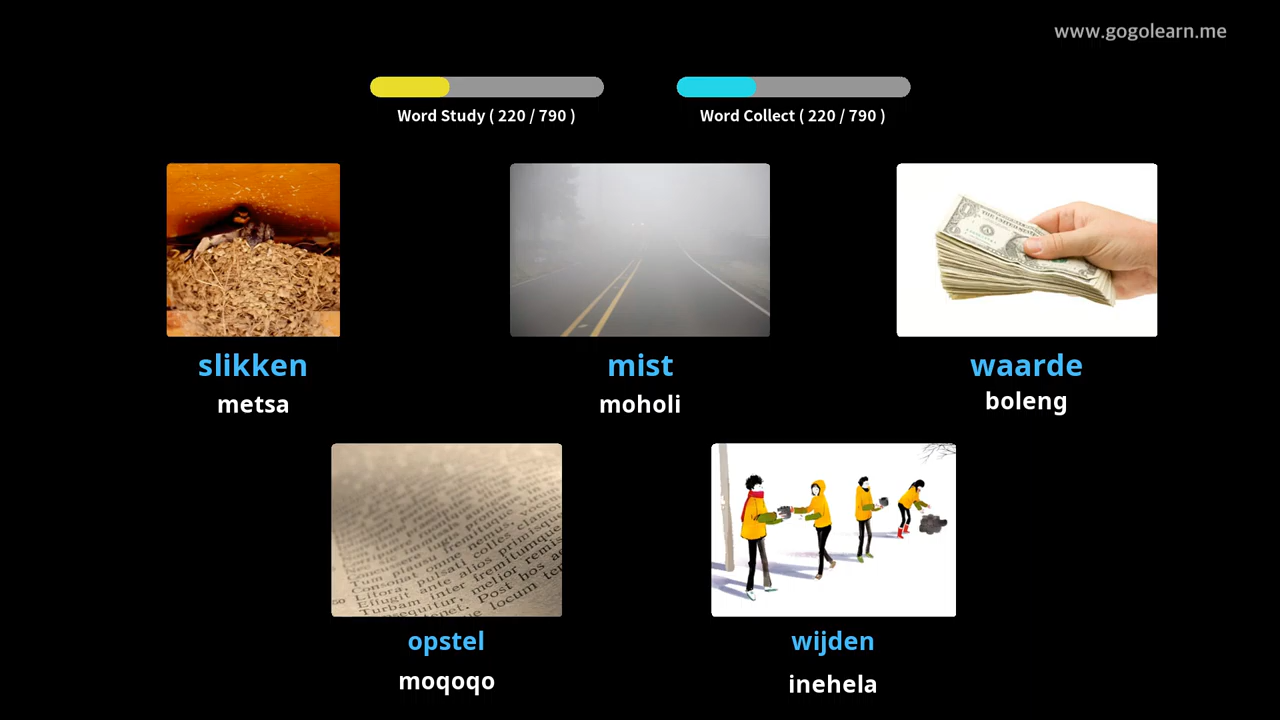 www.gogolearn.me
Word Study ( 220 / 790 )
Word Collect ( 220 / 790 )
slikken
metsa
mist
moholi
waarde
boleng
opstel
moqoqo
wijden
inehela